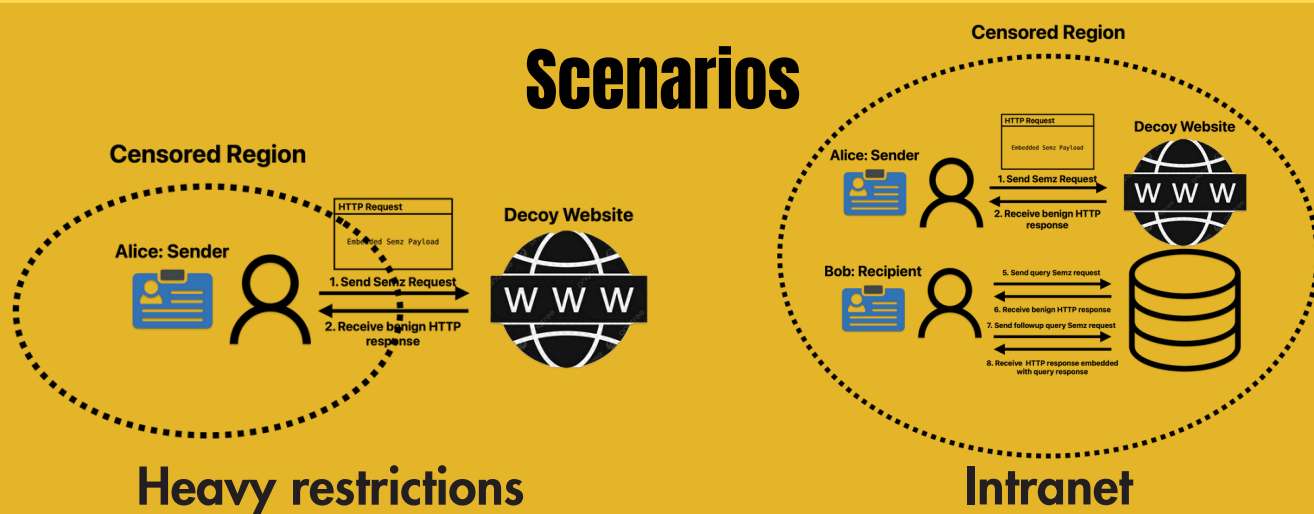 Scenarios
Censored Region
HTTP Request
Embedded Semz Payload
Alice: Sender
1. Send Semz Request
2. Receive benign HTTP
response
Decoy Website
WWW
Heavy restrictions
Censored Region
HTTP Request
Embedded Semz Payload
Alice: Sender
1. Send Semz Request
2. Receive benign HTTP
response
Decoy Website
WWW
Bob: Recipient
5. Send query Semz request
6. Receive benign HTTP response
7. Send followup query Semz request
8. Receive HTTP response embedded
with query response
Intranet